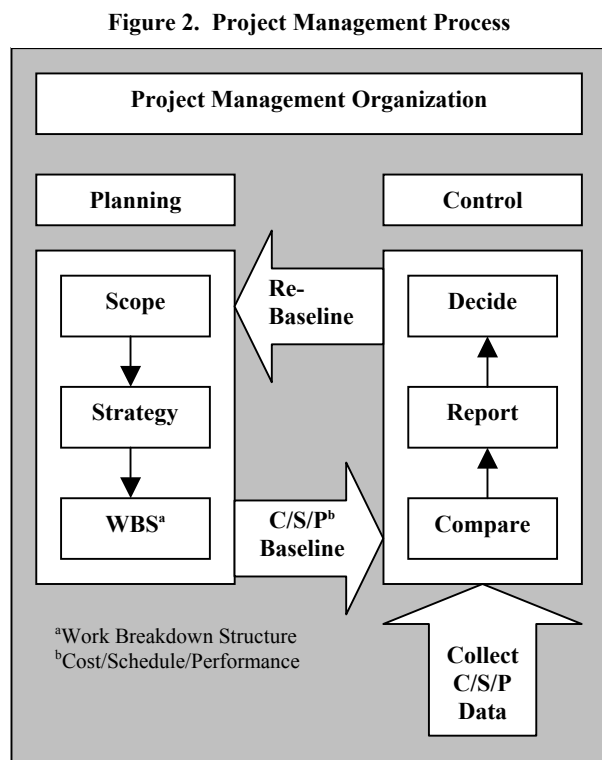 Figure 2.  Project Management Process
Project Management Organization
Planning
Control
Scope
Strategy
WBSᵃ
Re-
Baseline
C/S/Pᵇ
Baseline
Decide
Report
Compare
ᵃWork Breakdown Structure
ᵇCost/Schedule/Performance
Collect
C/S/P
Data